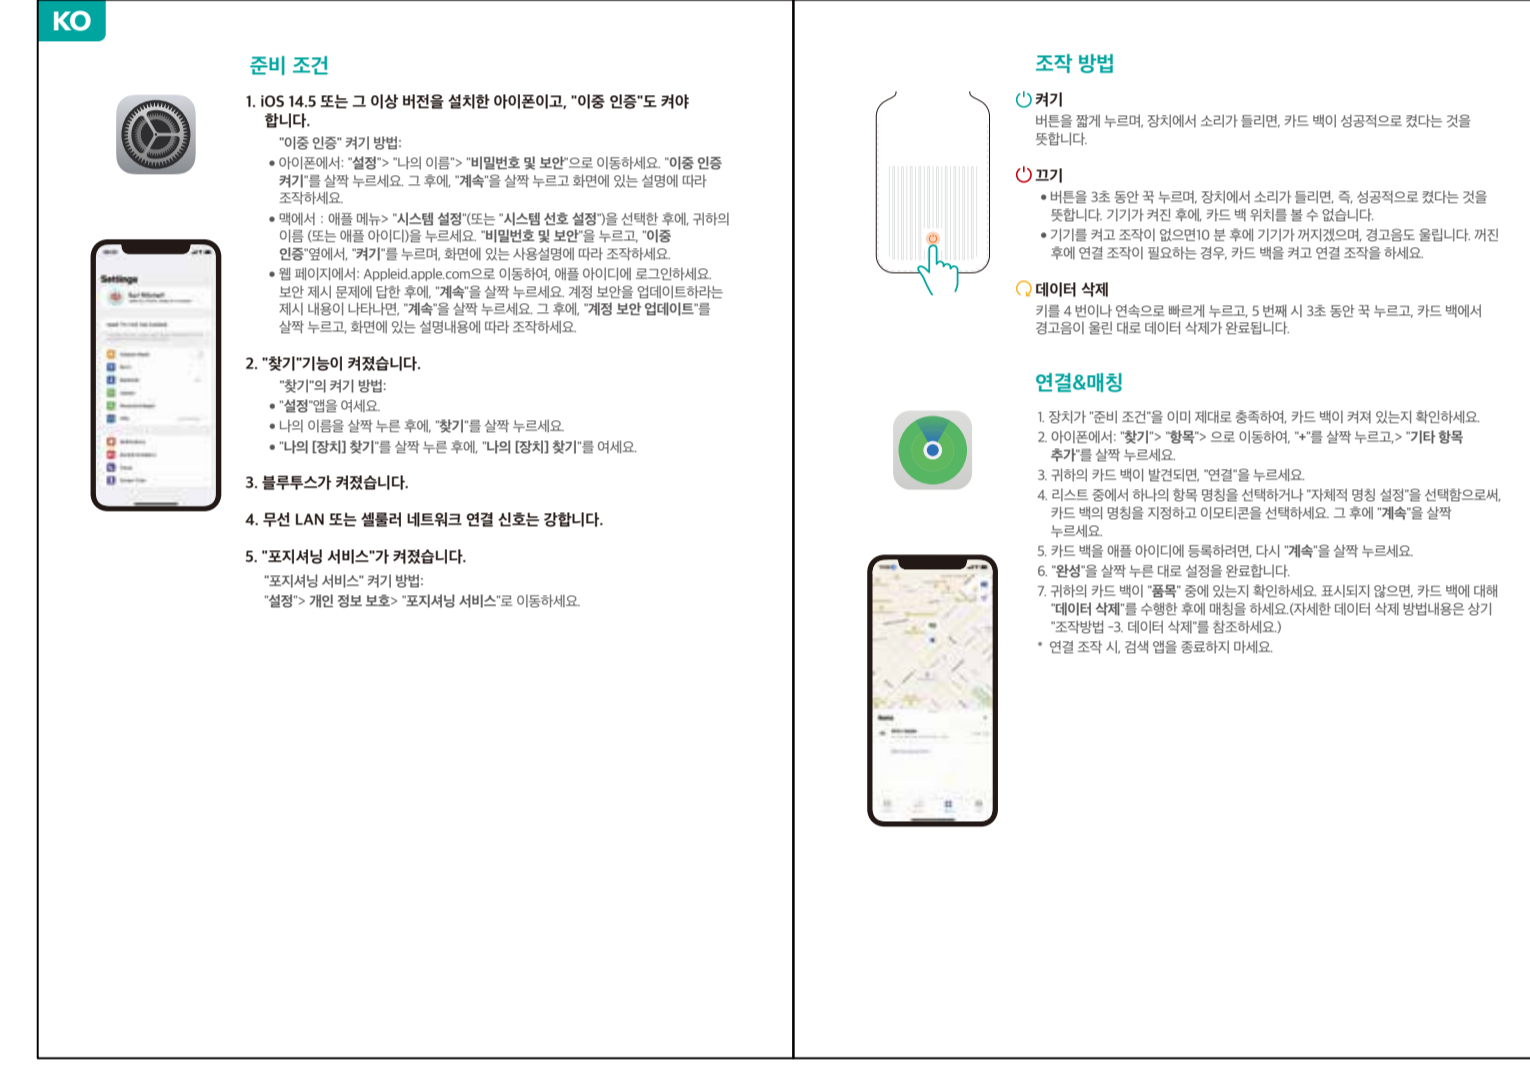 KO
준비 조건
1. iOS 14.5 또는 그 이상 버전을 설치한 아이폰이고, "이중 인증"도 켜야
합니다.
"이중 인증" 켜기 방법:
• 아이폰에서: "설정"> "나의 이름"> "비밀번호 및 보안"으로 이동하세요. "이중 인증
켜기"를 살짝 누르세요. 그 후에, "계속"을 살짝 누르고 화면에 있는 설명에 따라
조작하세요.
• 맥에서 : 애플 메뉴> "시스템 설정"(또는 "시스템 선호 설정")을 선택한 후에, 귀하의
이름 (또는 애플 아이디)을 누르세요. "비밀번호 및 보안"을 누르고, "이중
인증"옆에서, "켜기"를 누르며, 화면에 있는 사용설명에 따라 조작하세요.
• 웹 페이지에서: Appleid.apple.com으로 이동하여, 애플 아이디에 로그인하세요.
보안 제시 문제에 답한 후에, "계속"을 살짝 누르세요. 계정 보안을 업데이트하라는
제시 내용이 나타나면, "계속"을 살짝 누르세요. 그 후에, "계정 보안 업데이트"를
살짝 누르고, 화면에 있는 설명내용에 따라 조작하세요.
2. "찾기"기능이 켜졌습니다.
"찾기"의 켜기 방법:
• "설정"앱을 여세요.
• 나의 이름을 살짝 누른 후에, "찾기"를 살짝 누르세요.
• "나의 [장치] 찾기"를 살짝 누른 후에, "나의 [장치] 찾기"를 여세요.
3. 블루투스가 켜졌습니다.
4. 무선 LAN 또는 셀룰러 네트워크 연결 신호는 강합니다.
5. "포지셔닝 서비스"가 켜졌습니다.
"포지셔닝 서비스" 켜기 방법:
"설정"> 개인 정보 보호> "포지셔닝 서비스"로 이동하세요.
Settings
조작 방법
켜기
버튼을 짧게 누르며, 장치에서 소리가 들리면, 카드 백이 성공적으로 켰다는 것을
뜻합니다.
끄기
• 버튼을 3초 동안 꾹 누르며, 장치에서 소리가 들리면, 즉, 성공적으로 켰다는 것을
뜻합니다. 기기가 켜진 후에, 카드 백 위치를 볼 수 없습니다.
• 기기를 켜고 조작이 없으면10 분 후에 기기가 꺼지겠으며, 경고음도 울립니다. 꺼진
후에 연결 조작이 필요하는 경우, 카드 백을 켜고 연결 조작을 하세요.
데이터 삭제
키를 4 번이나 연속으로 빠르게 누르고, 5 번째 시 3초 동안 꾹 누르고, 카드 백에서
경고음이 울린 대로 데이터 삭제가 완료됩니다.
연결&매칭
1. 장치가 "준비 조건"을 이미 제대로 충족하여, 카드 백이 켜져 있는지 확인하세요.
2. 아이폰에서: "찾기"> "항목"> 으로 이동하여, "+"를 살짝 누르고,> "기타 항목
추가"를 살짝 누르세요.
3. 귀하의 카드 백이 발견되면, "연결"을 누르세요.
4. 리스트 중에서 하나의 항목 명칭을 선택하거나 "자체적 명칭 설정"을 선택함으로써,
카드 백의 명칭을 지정하고 이모티콘을 선택하세요. 그 후에 "계속"을 살짝
누르세요.
5. 카드 백을 애플 아이디에 등록하려면, 다시 "계속"을 살짝 누르세요.
6. "완성"을 살짝 누른 대로 설정을 완료합니다.
7. 귀하의 카드 백이 "품목" 중에 있는지 확인하세요. 표시되지 않으면, 카드 백에 대해
"데이터 삭제"를 수행한 후에 매칭을 하세요.(자세한 데이터 삭제 방법내용은 상기
"조작방법 -3. 데이터 삭제"를 참조하세요.)
* 연결 조작 시, 검색 앱을 종료하지 마세요.